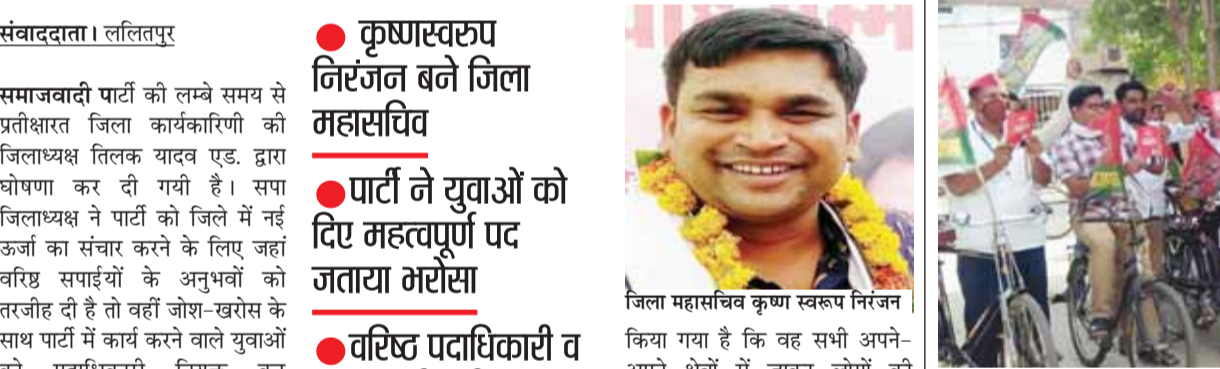 संवाददाता। ललितपुर
समाजवादी पार्टी की लम्बे समय से
प्रतीक्षारत जिला कार्यकारिणी की
जिलाध्यक्ष तिलक यादव एड. द्वारा
घोषणा कर दी गयी है। सपा
जिलाध्यक्ष ने पार्टी को जिले में नई
ऊर्जा का संचार करने के लिए जहां
वरिष्ठ सपाईयों के अनुभवों को
तरजीह दी है तो वहीं जोश-खरोस के
साथ पार्टी में कार्य करने वाले युवाओं
● कृष्णस्वरुप
निरंजन बने जिला
महासचिव
●पार्टी ने युवाओं को
दिए महत्वपूर्ण पद
जताया भरोसा
●वरिष्ठ पदाधिकारी व
जिला महासचिव कृष्ण स्वरूप निरंजन
किया गया है कि वह सभी अपने-